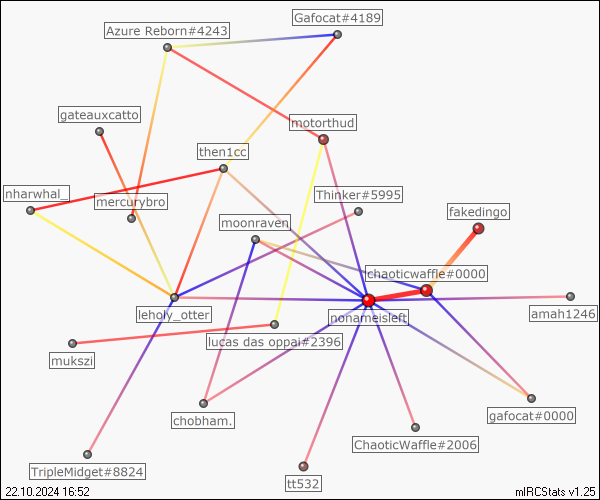 Gafocat#4189
Azure Reborn#4243
gateauxcatto
motorthud
then1cc
nharwhal_
mercurybro
Thinker#5995
fakedingo
moonraven
chaoticwaffle#0000
leholy_otter
nonameisleft
amah1246
lucas das oppai#2396
mukszi
chobham.
gafocat#0000
ChaoticWaffle#2006
TripleMidget#8824
tt532
22.10.2024 16:52
mIRCStats v1.25